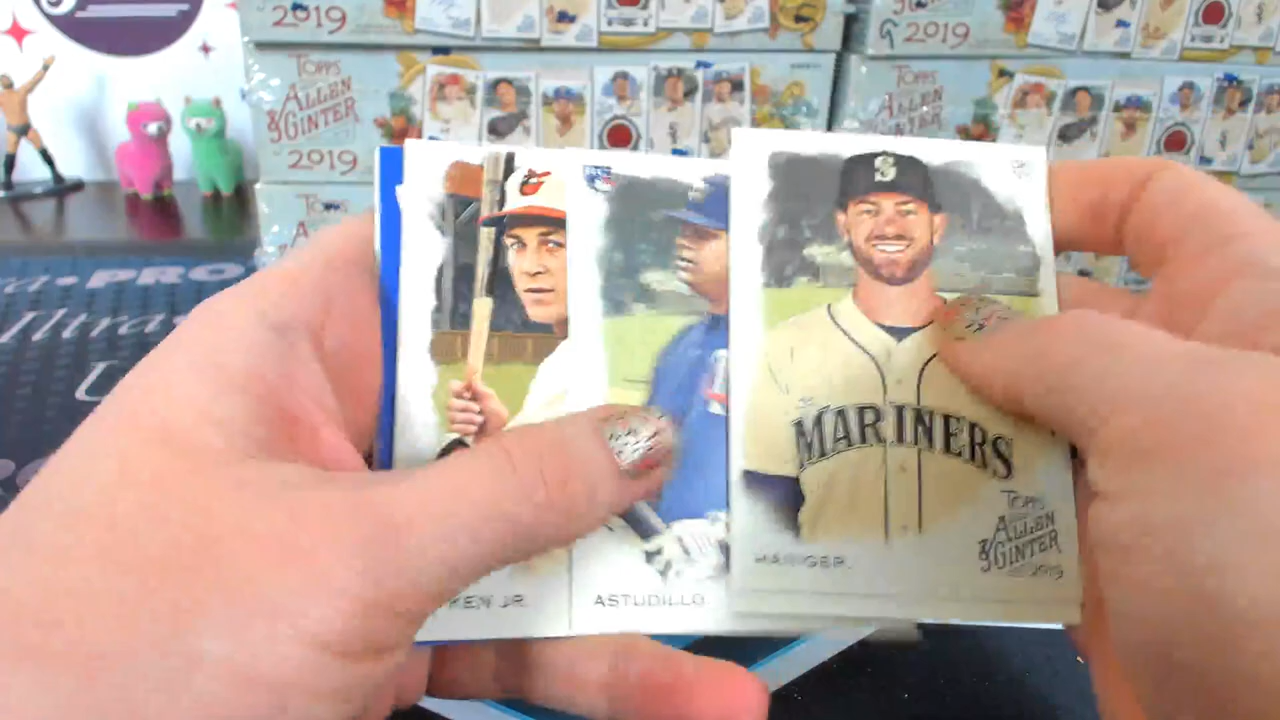 2019
2019
TOPPS
ALLEN
& GINTER
2019
TOPPS
ALLEN
& GINTER
TOPPS
PRO
Ultra
S
MARINERS
TOPPS
ALLEN
& GINTER
2019
HANIGER
KEN JR.
ASTUDILLO